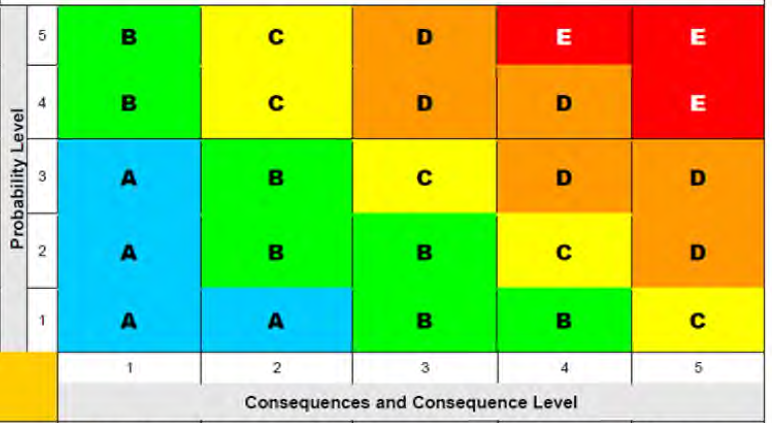 Probability Level
5 B C D E E
4 B C D D E
3 A B C D D
2 A B B C D
1 A A B B C
1 2 3 4 5
Consequences and Consequence Level